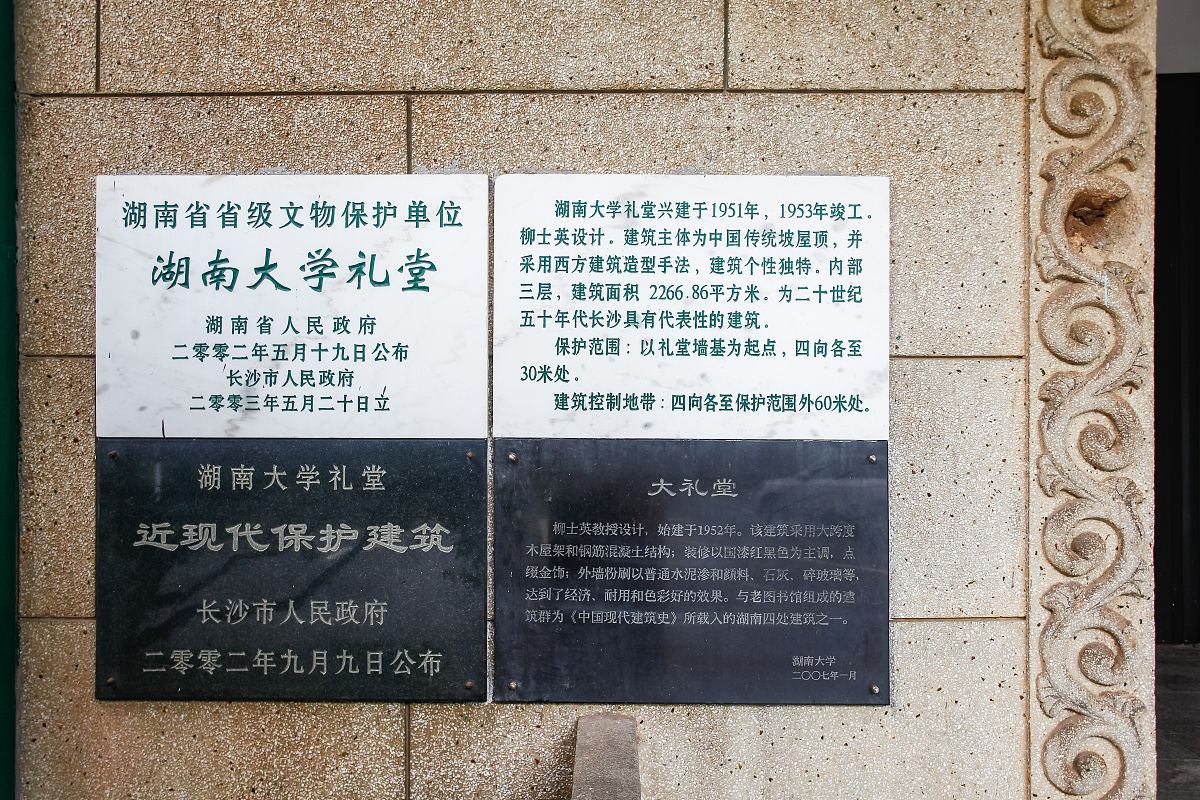 湖南省省级文物保护单位
湖南大学礼堂
湖南省人民政府
二零零二年五月十九日公布
长沙市人民政府
二零零三年五月二十日立
湖南大学礼堂兴建于1951年，1953年竣工。
柳士英设计。建筑主体为中国传统坡屋顶，并
采用西方建筑造型手法，建筑个性独特。内部
三层，建筑面积 2266.86平方米。为二十世纪
五十年代长沙具有代表性的建筑。
保护范围：以礼堂墙基为起点，四向各至
30米处。
建筑控制地带：四向各至保护范围外60米处。
湖南大学礼堂
近现代保护建筑
长沙市人民政府
二零零二年九月九日公布
大礼堂
柳士英教授设计，始建于1952年。该建筑采用大跨度
木屋架和钢筋混凝土结构；装修以国漆红黑色为主调，点
缀金饰；外墙粉刷以普通水泥渗和颜料、石灰、碎玻璃等，
达到了经济、耐用和色彩好的效果。与老图书馆组成的建
筑群为《中国现代建筑史》所载入的湖南四处建筑之一。
湖南大学
二〇〇七年一月